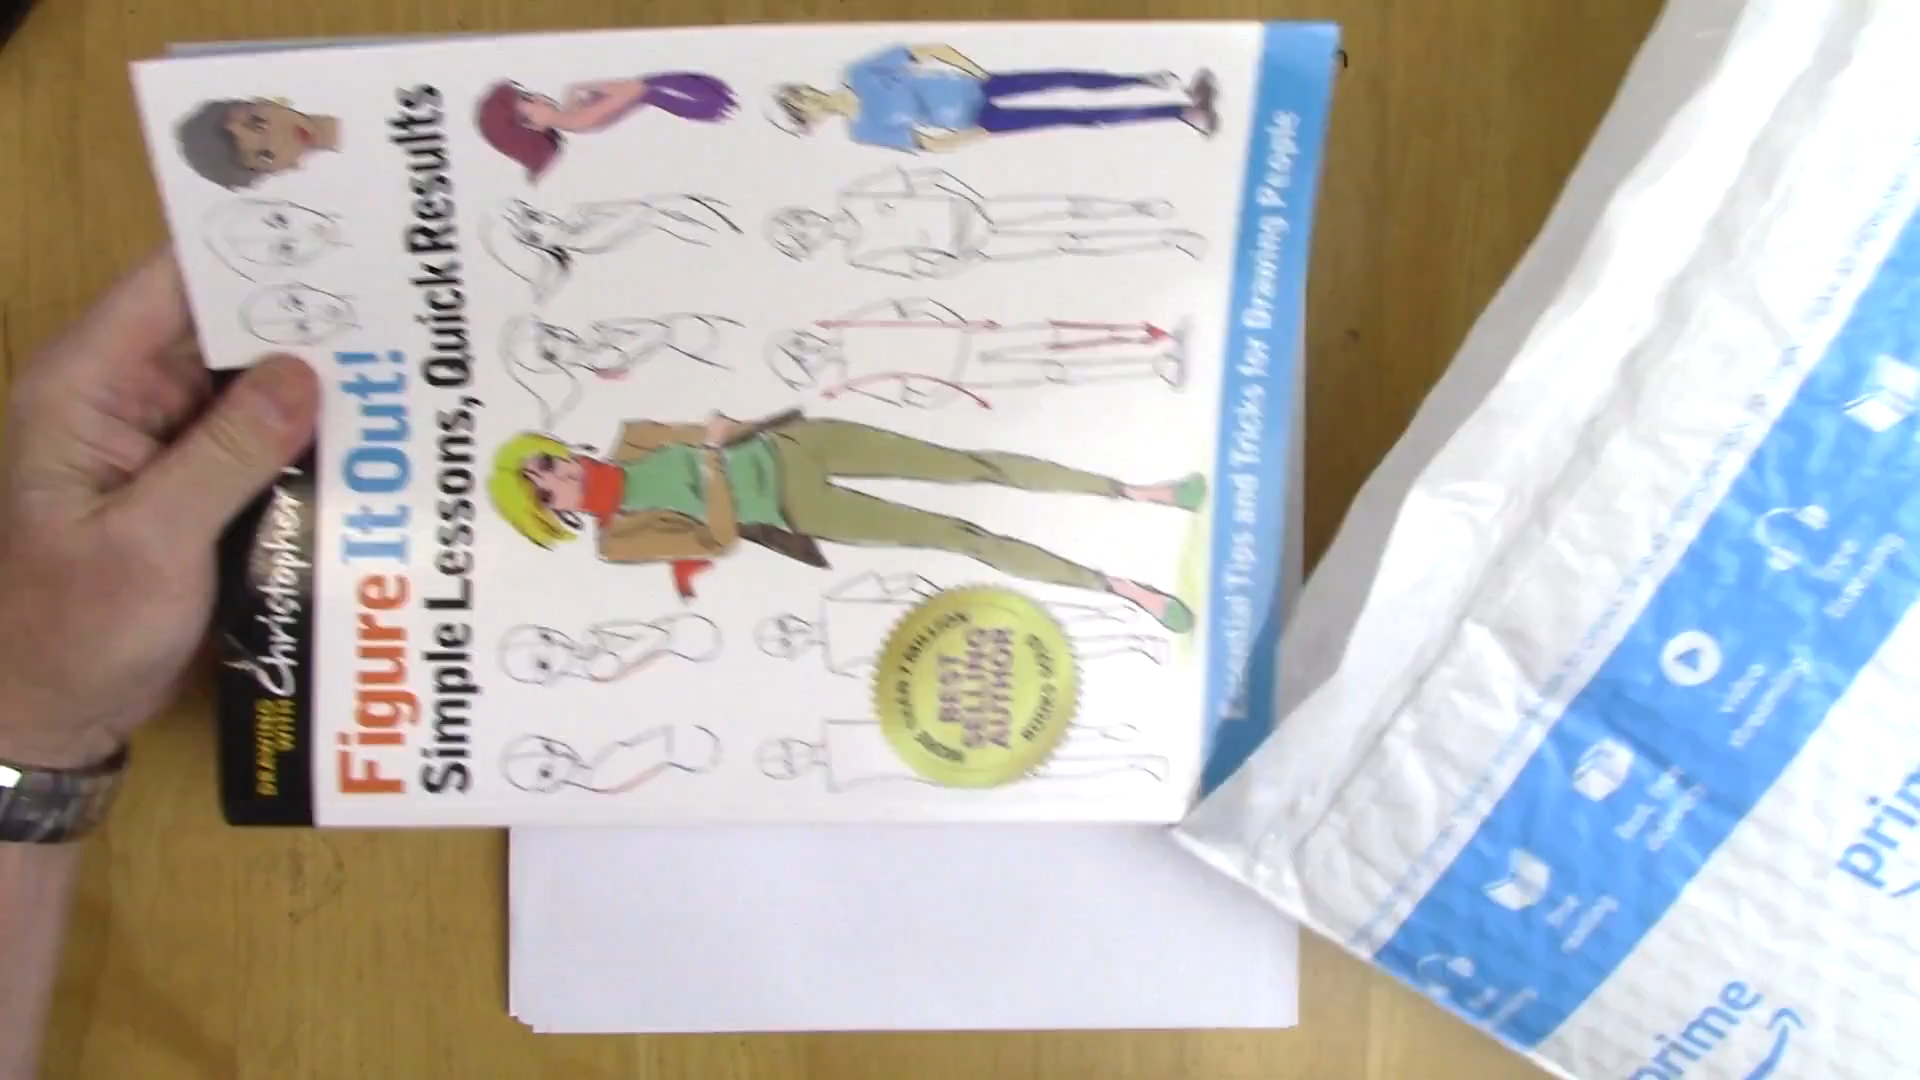 DRAWING
WITH
Christopher
Figure It Out!
Simple Lessons, Quick Results
BEST
SELLING
AUTHOR
Essential Tips and Tricks for Drawing People
prime